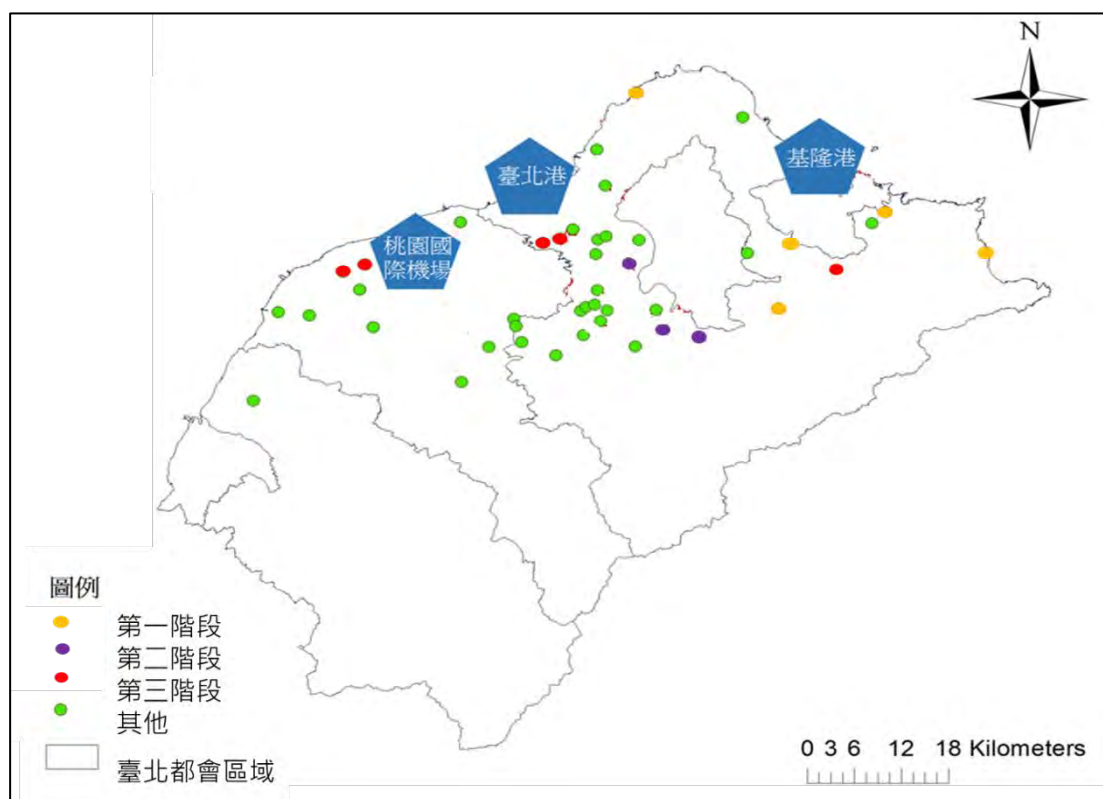 N
基隆港
臺北港
桃園國
際機場
圖例
第一階段
第二階段
第三階段
其他
臺北都會區域
0 3 6 12 18 Kilometers